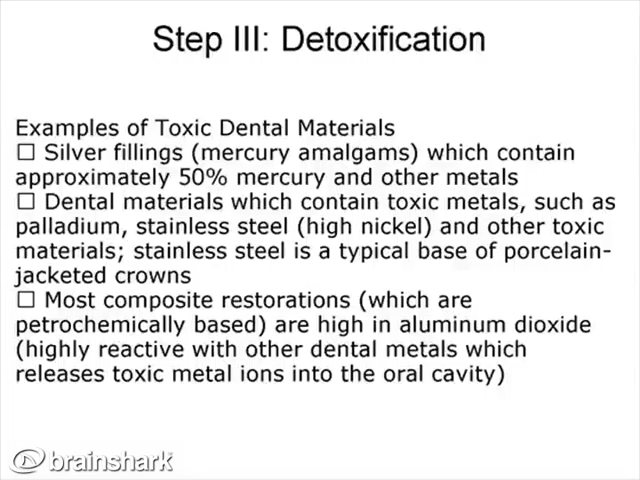 Step III: Detoxification
Examples of Toxic Dental Materials
☐ Silver fillings (mercury amalgams) which contain
approximately 50% mercury and other metals
☐ Dental materials which contain toxic metals, such as
palladium, stainless steel (high nickel) and other toxic
materials; stainless steel is a typical base of porcelain-
jacketed crowns
☐ Most composite restorations (which are
petrochemically based) are high in aluminum dioxide
(highly reactive with other dental metals which
releases toxic metal ions into the oral cavity)
brainshark